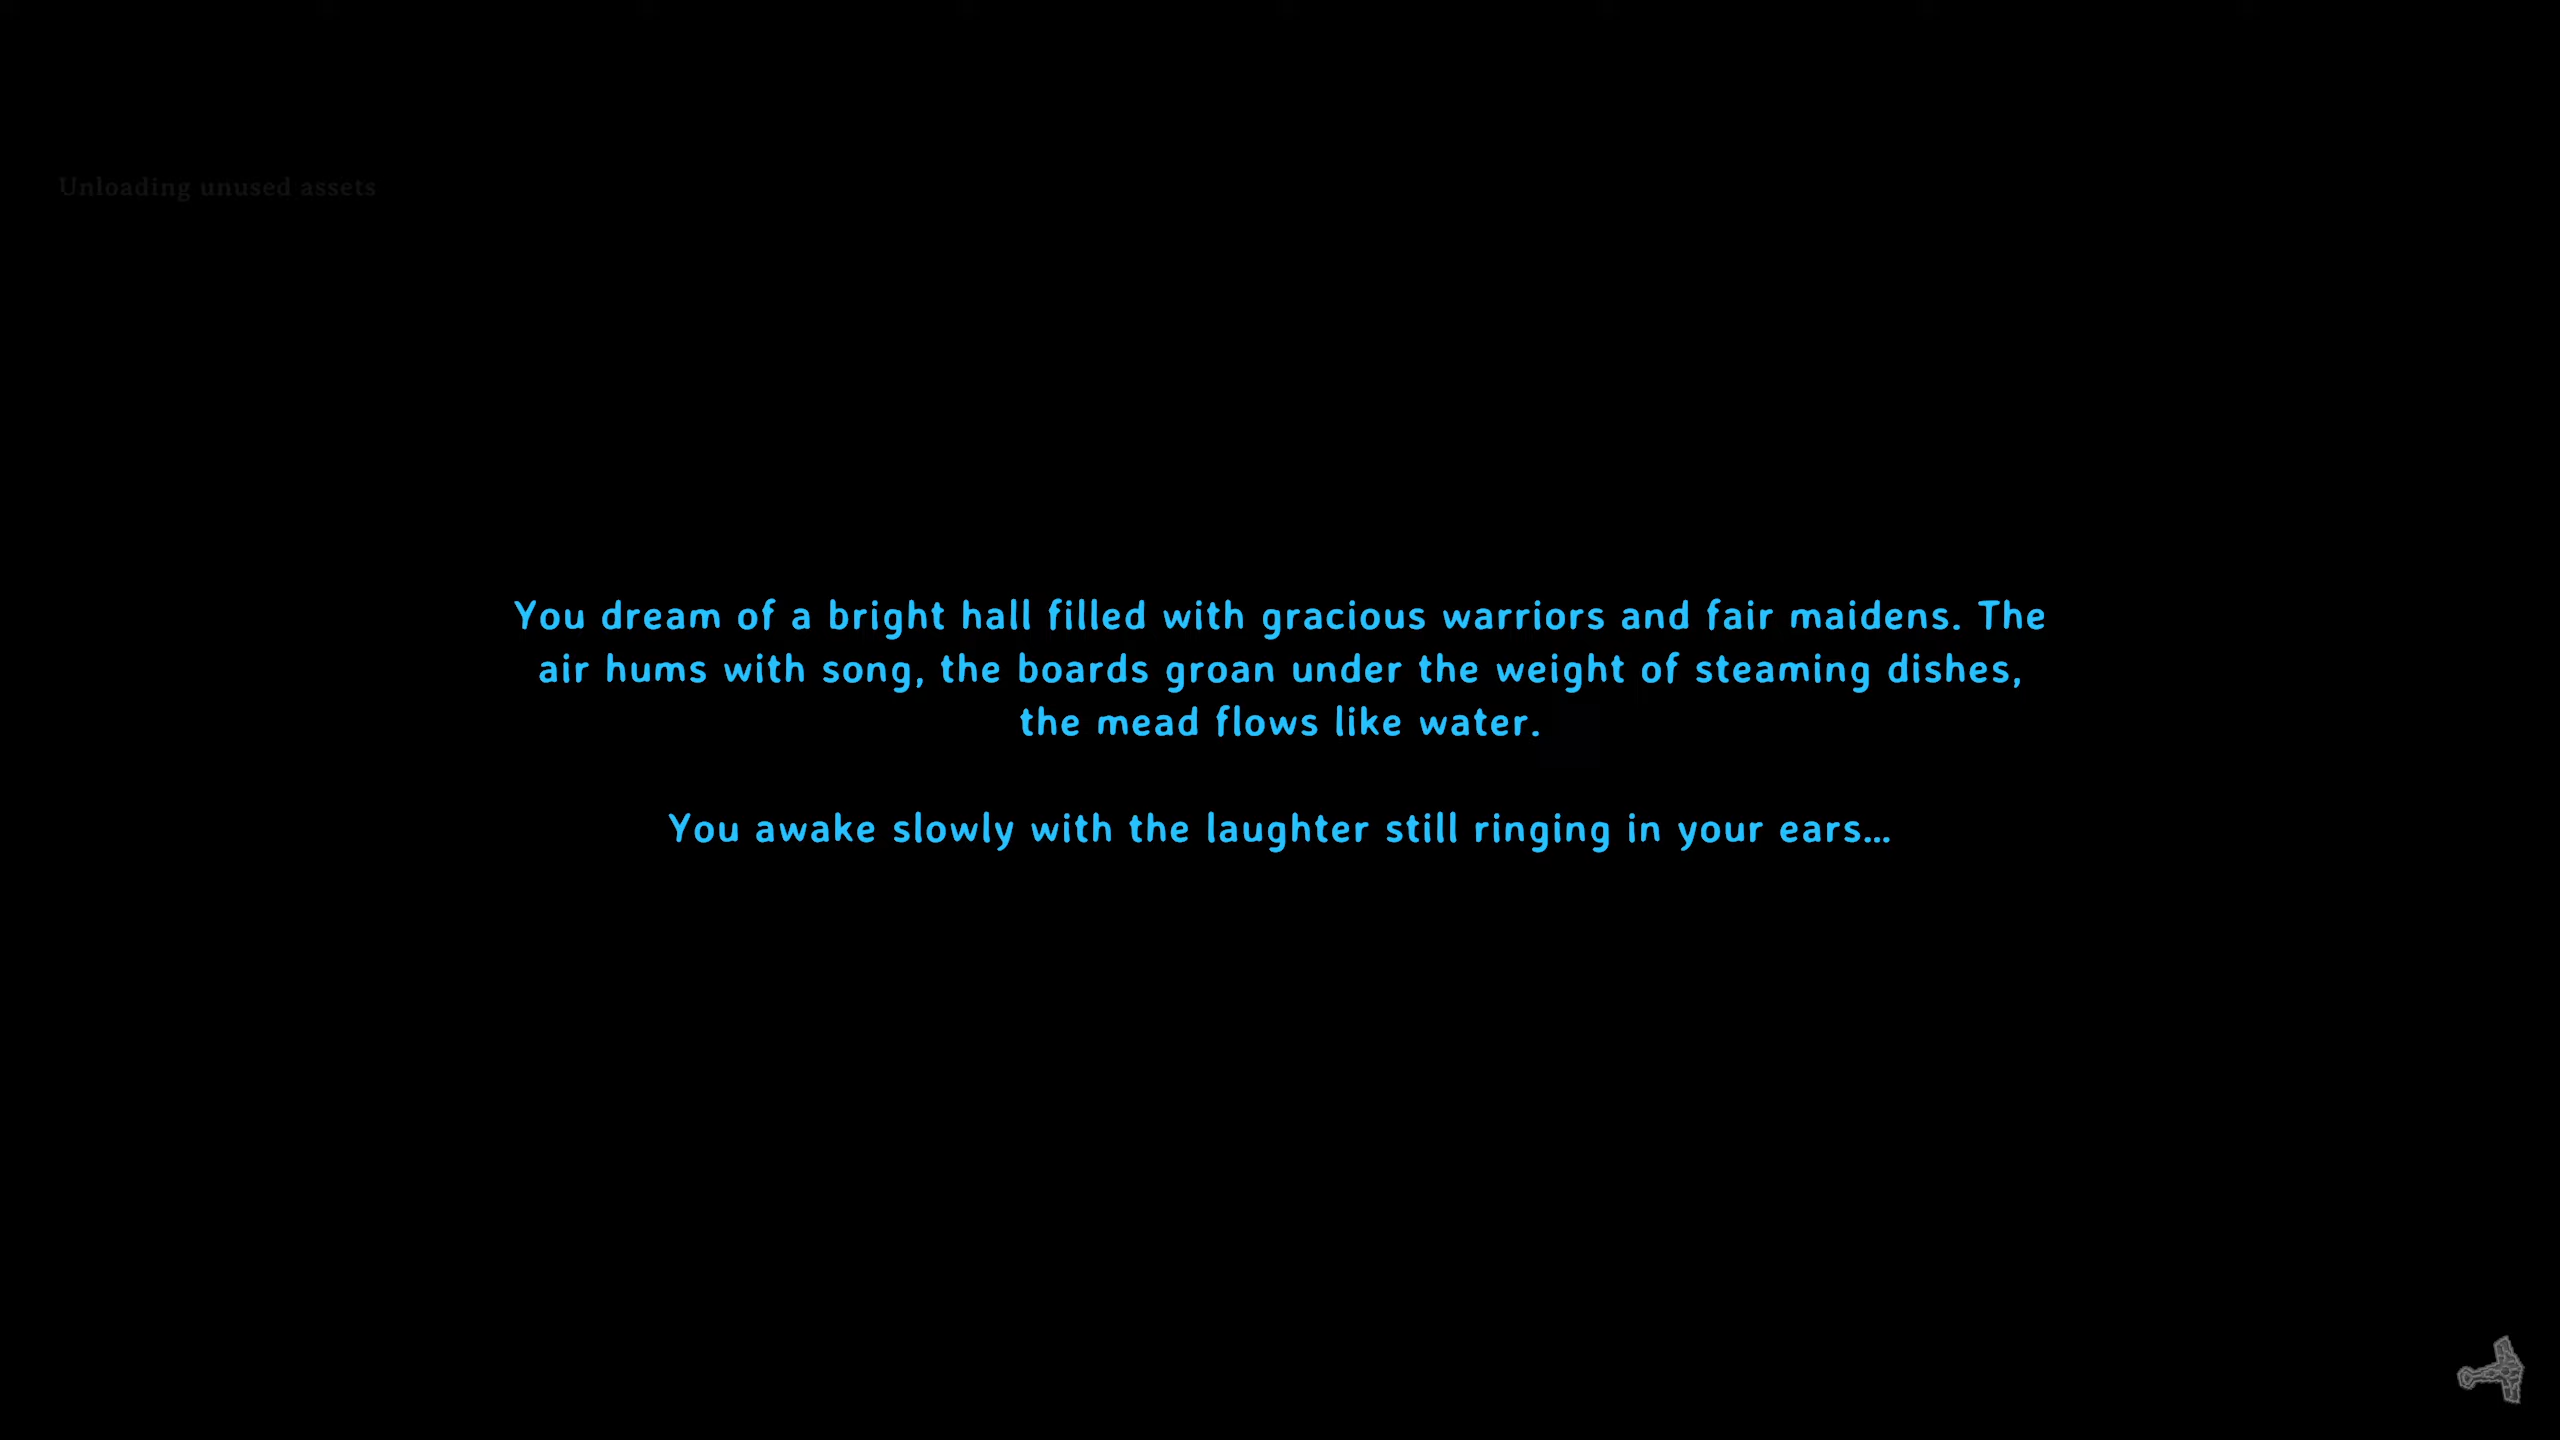 Unloading unused assets
You dream of a bright hall filled with gracious warriors and fair maidens. The
air hums with song, the boards groan under the weight of steaming dishes,
the mead flows like water.
You awake slowly with the laughter still ringing in your ears...